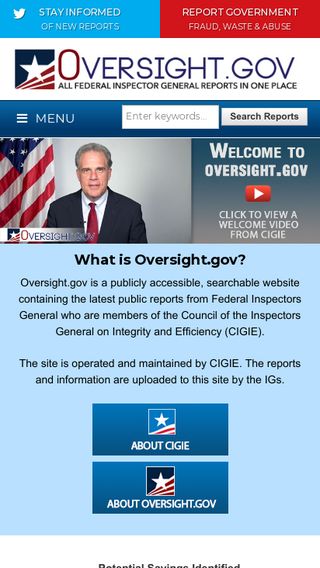 STAY INFORMED
OF NEW REPORTS
REPORT GOVERNMENT
FRAUD, WASTE & ABUSE
OVERSIGHT.GOV
ALL FEDERAL INSPECTOR GENERAL REPORTS IN ONE PLACE
MENU
Enter keywords...
Search Reports
WELCOME TO
OVERSIGHT.GOV
CLICK TO VIEW A
WELCOME VIDEO
FROM CIGIE
OVERSIGHT.GOV
What is Oversight.gov?
Oversight.gov is a publicly accessible, searchable website
containing the latest public reports from Federal Inspectors
General who are members of the Council of the Inspectors
General on Integrity and Efficiency (CIGIE).
The site is operated and maintained by CIGIE. The reports
and information are uploaded to this site by the IGs.
ABOUT CIGIE
ABOUT OVERSIGHT.GOV
Potential Savings Identified